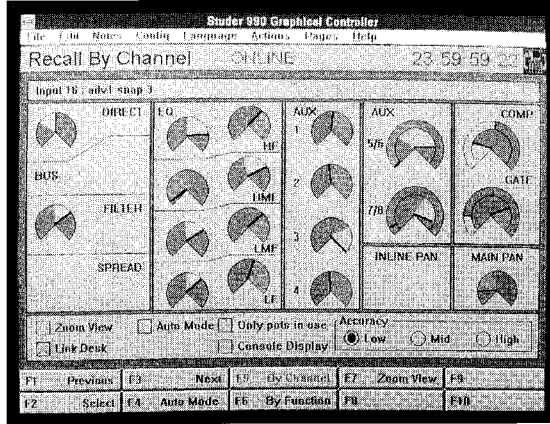 Studer 990 Graphical Controller
File Edit Notes Config Language Actions Pages Help
Recall By Channel ONLINE 23 59 59 22
Input 16 : advt snap 3
DIRECT EQ HF AUX 1 AUX 5/6 COMP
BUS HMF 2 GATE
FILTER LMF 3 7/8
SPREAD LF 4 INLINE PAN MAIN PAN
Zoom View Auto Mode Only pots in use Accuracy
Link Desk Console Display Low Mid High
F1 Previous F3 Next F5 By Channel F7 Zoom View F9
F2 Select F4 Auto Mode F6 By Function F8 F10